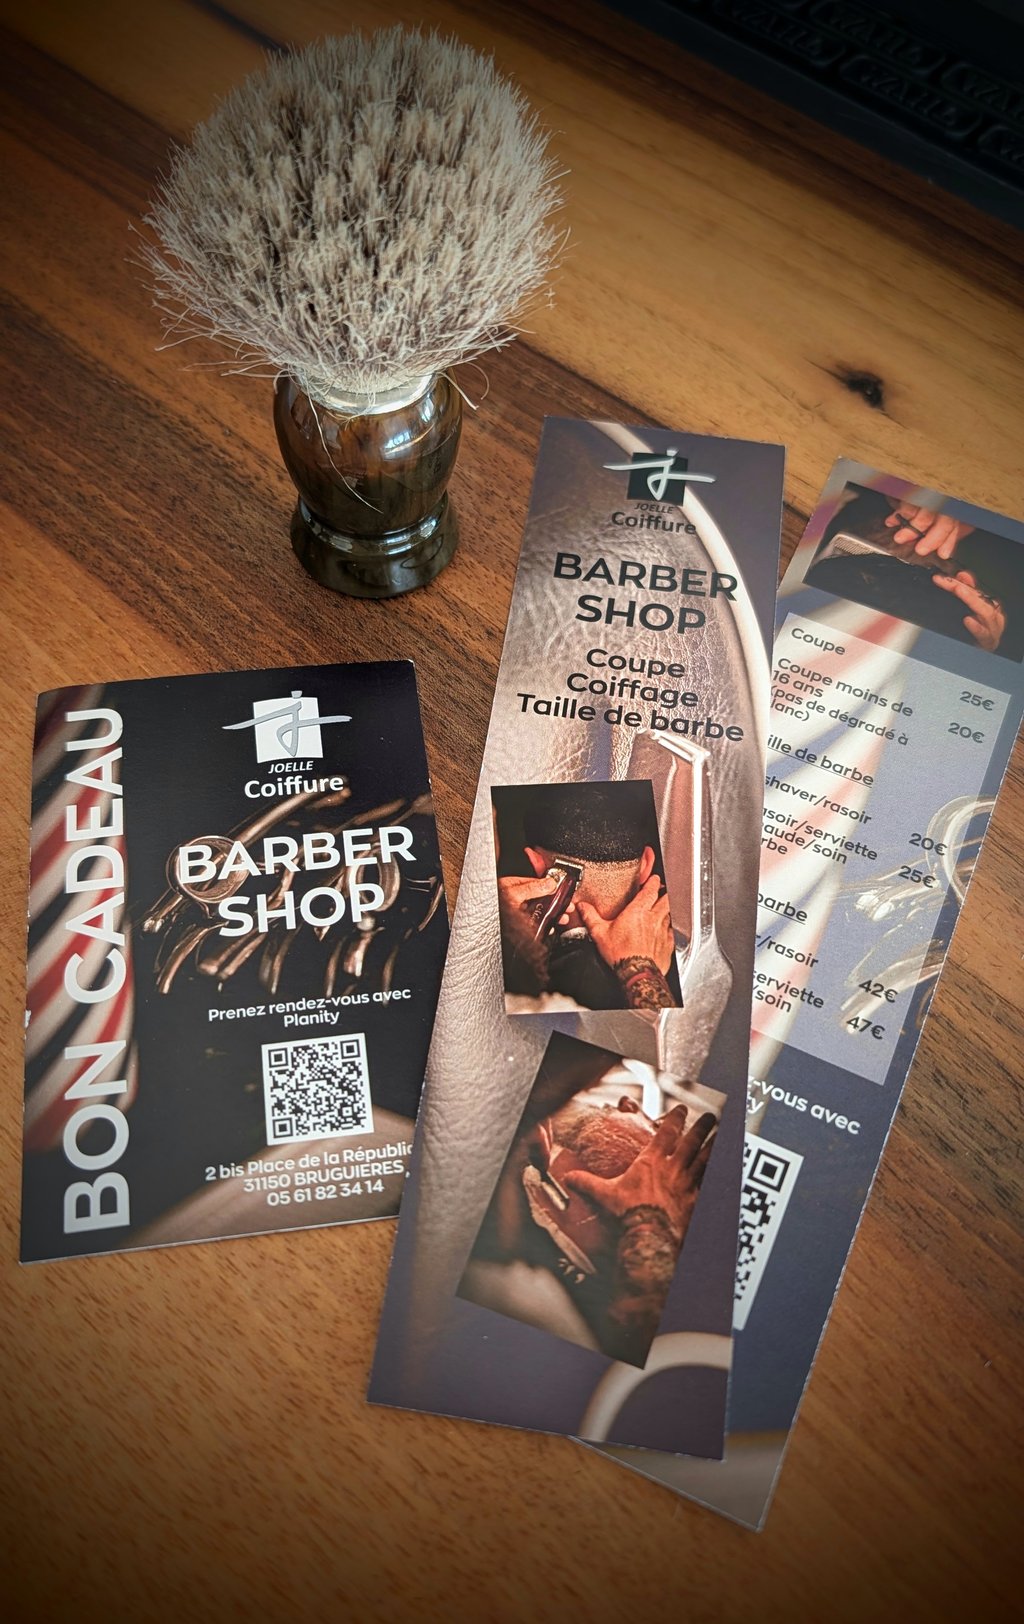 BON CADEAU
JOELLE
Coiffure
BARBER
SHOP
Prenez rendez-vous avec
Planity
2 bis Place de la Républi
31150 BRUGUIERES,
05 61 82 34 14
JOELLE
Coiffure
BARBER
SHOP
Coupe
Coiffage
Taille de barbe
Coupe
25€
Coupe moins de
16 ans
20€
(pas de dégradé à
lanc)
ille de barbe
shaver/rasoir
20€
asoir/serviette
aude/soin
25€
rbe
barbe
r/rasoir
42€
serviette
/soin
47€
z-vous avec
ty